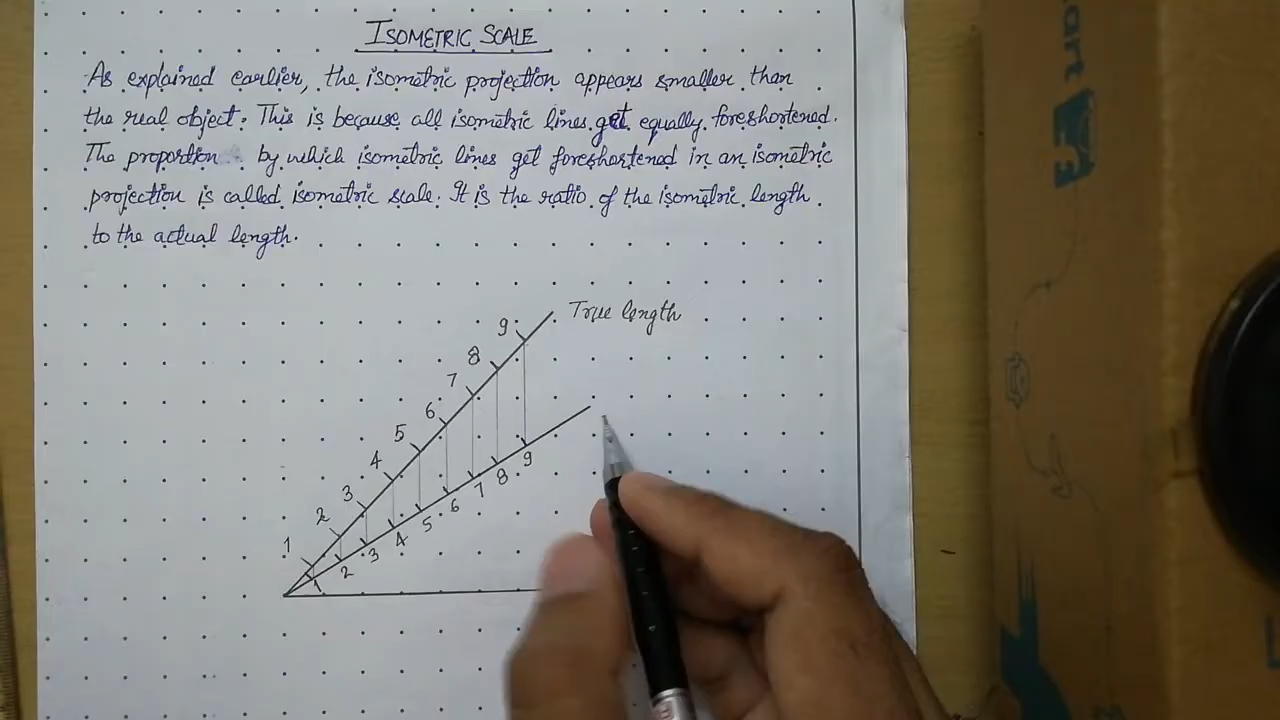 ISOMETRIC SCALE
As explained earlier, the isometric projection appears smaller than
the real object. This is because all isometric lines get equally foreshortened.
The proportion by which isometric lines get foreshortened in an isometric
projection is called isometric scale. It is the ratio of the isometric length
to the actual length.
True length
9
8
7
6
5
4
3
2
1
1
2
3
4
5
6
7
8
9
art